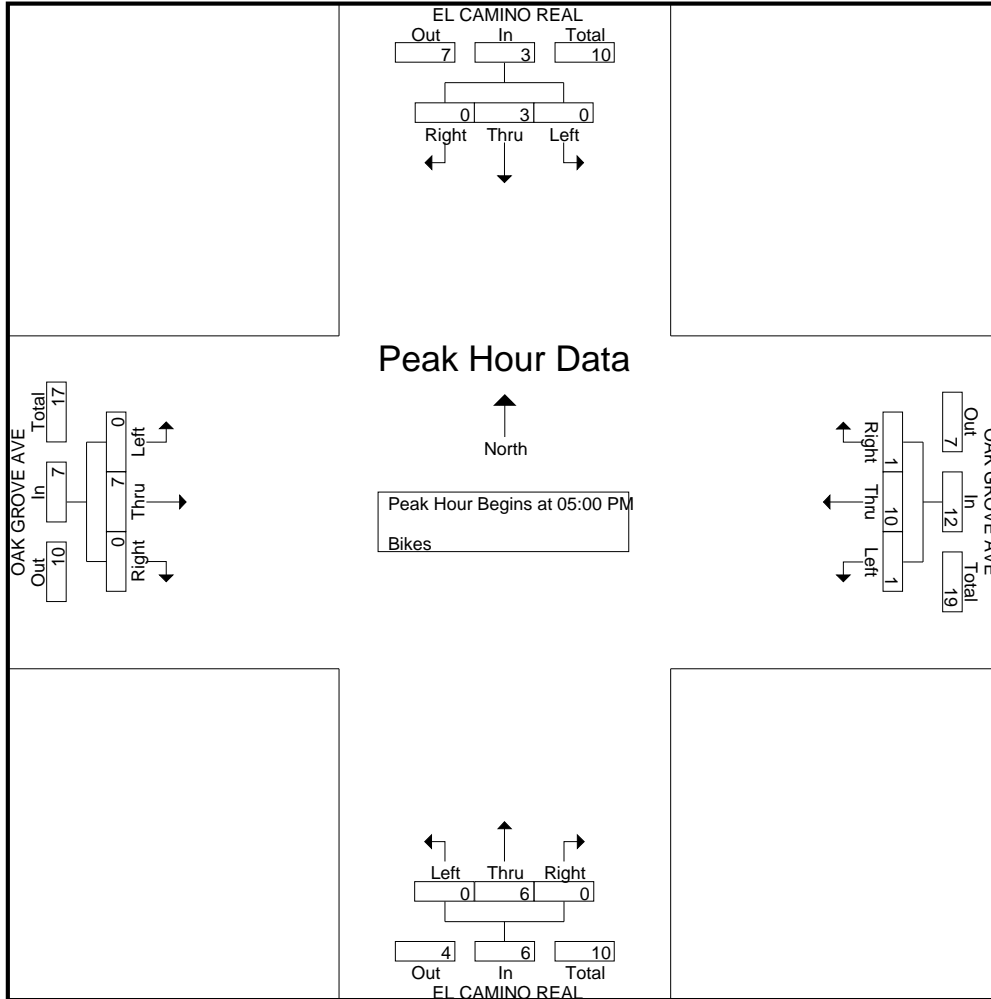 EL CAMINO REAL
Out In Total
7 3 10
0 3 0
Right Thru Left
Peak Hour Data
North
Peak Hour Begins at 05:00 PM
Bikes
OAK GROVE AVE
Out In Total
10 7 17
Left Thru Right
0 7 0
OAK GROVE AVE
Out In Total
7 12 19
Right Thru Left
1 10 1
Left Thru Right
0 6 0
4 6 10
Out In Total
EL CAMINO REAL